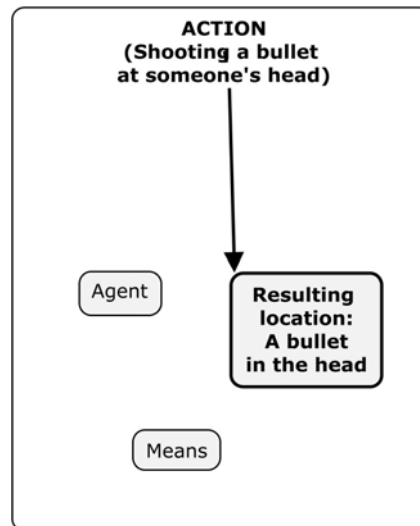 ACTION
(Shooting a bullet
at someone's head)
Agent
Resulting
location:
A bullet
in the head
Means